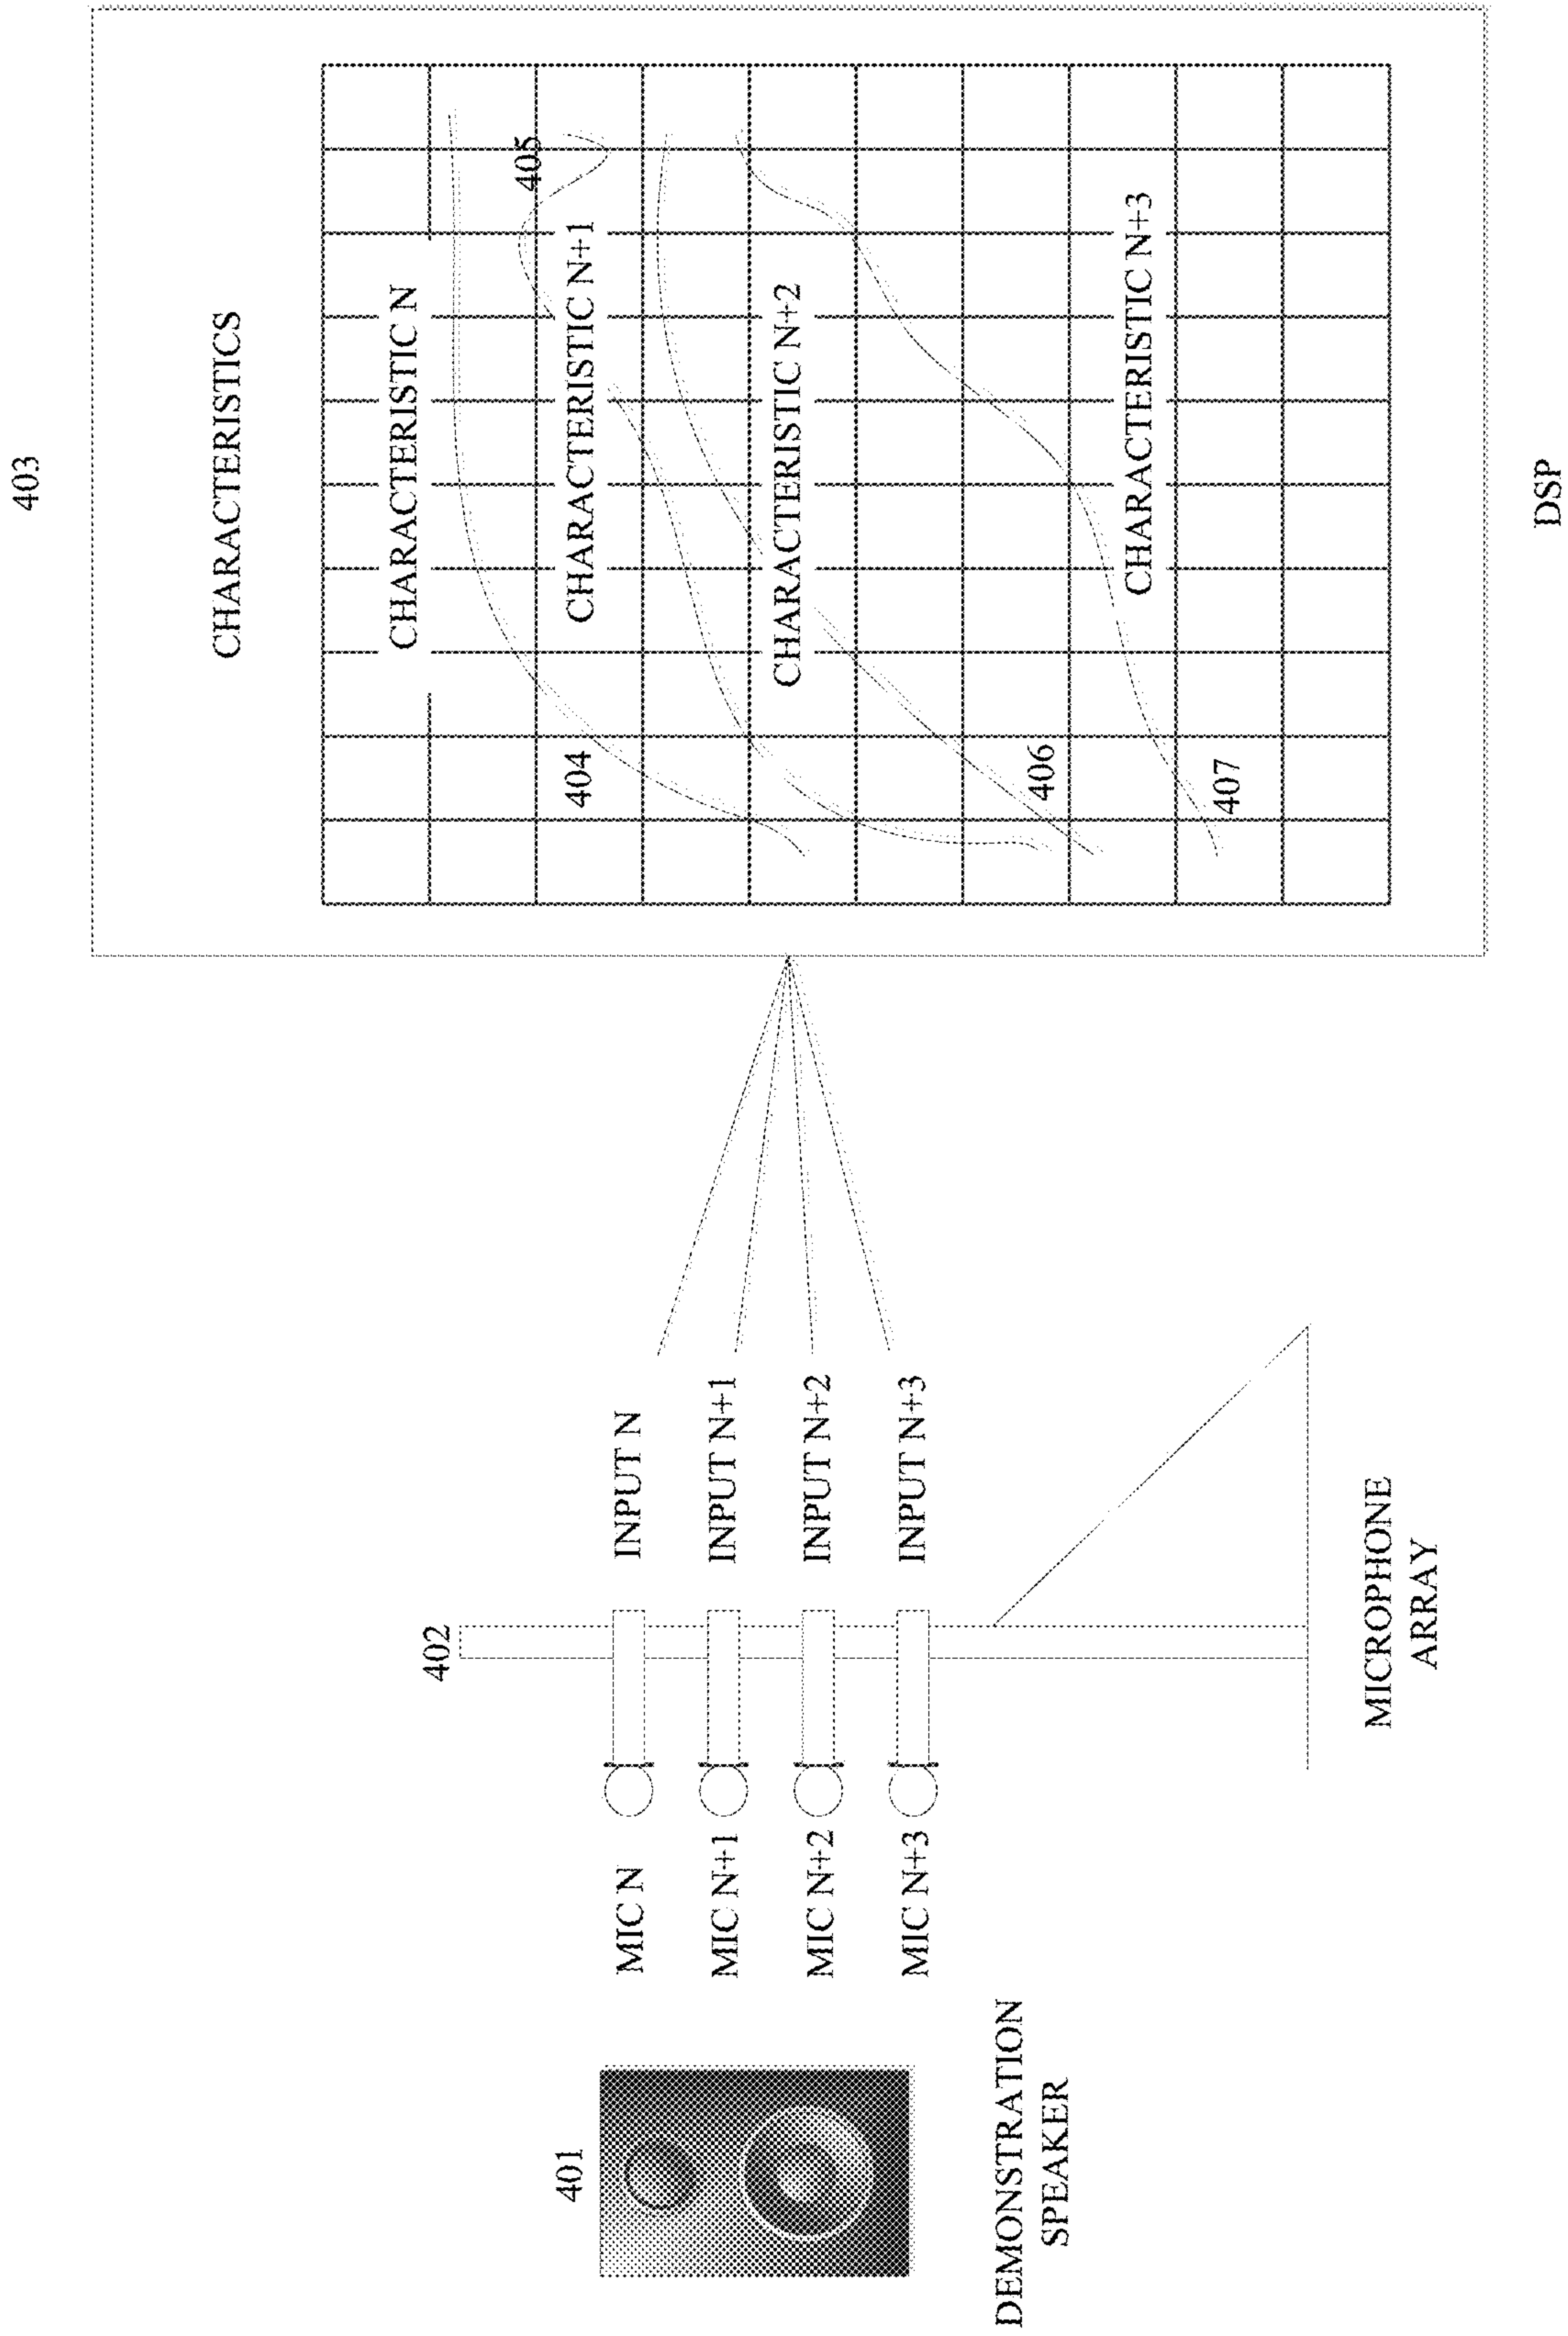 403
CHARACTERISTICS
CHARACTERISTIC N
405
CHARACTERISTIC N+1
404
CHARACTERISTIC N+2
406
CHARACTERISTIC N+3
407
DSP
402
INPUT N
INPUT N+1
INPUT N+2
INPUT N+3
MIC N
MIC N+1
MIC N+2
MIC N+3
MICROPHONE
ARRAY
401
DEMONSTRATION
SPEAKER